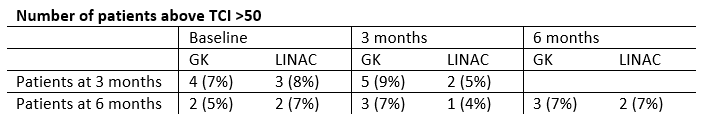 Number of patients above TCI >50
Baseline 3 months 6 months
GK LINAC GK LINAC GK LINAC
Patients at 3 months 4 (7%) 3 (8%) 5 (9%) 2 (5%)
Patients at 6 months 2 (5%) 2 (7%) 3 (7%) 1 (4%) 3 (7%) 2 (7%)